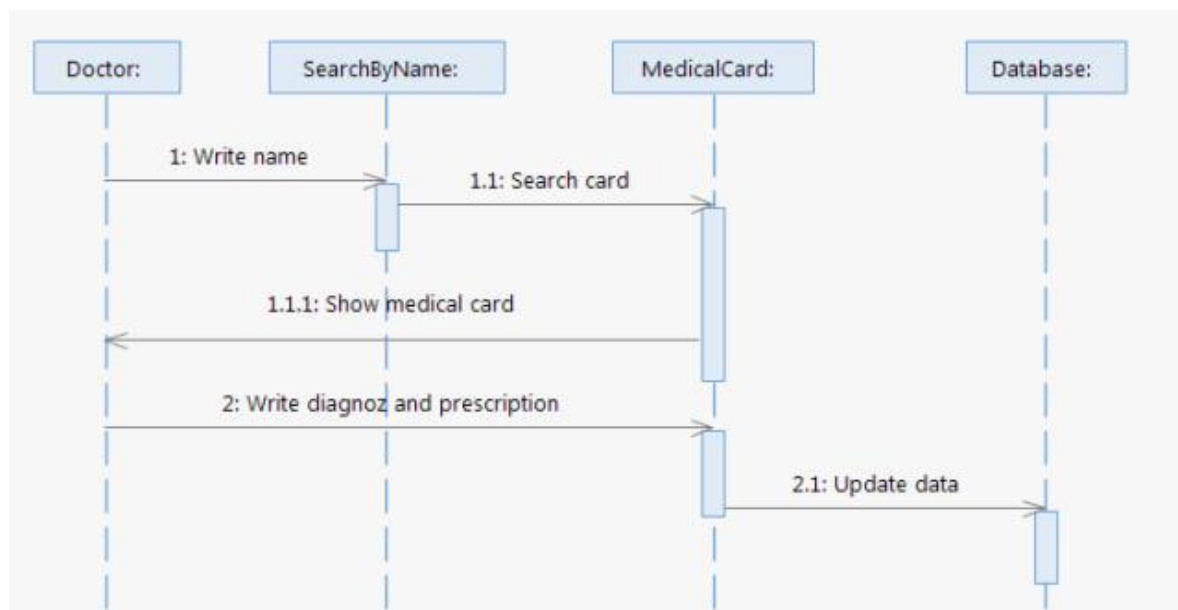 Doctor:
SearchByName:
MedicalCard:
Database:
1: Write name
1.1: Search card
1.1.1: Show medical card
2: Write diagnoz and prescription
2.1: Update data